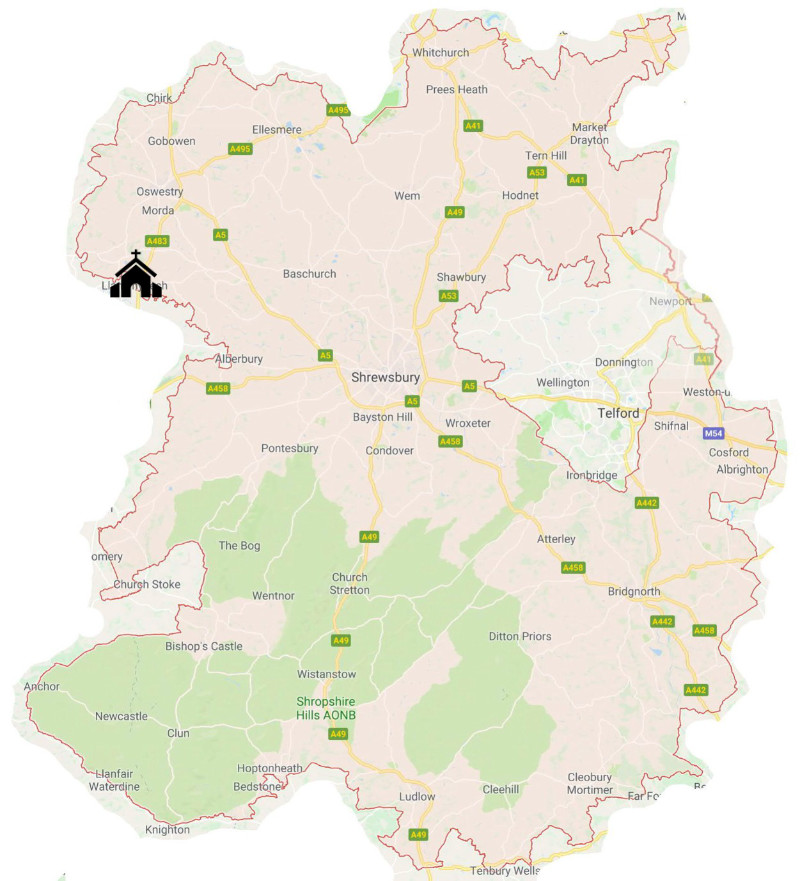 M
Whitchurch
Prees Heath
Chirk
A495
Ellesmere
A41
Market
Drayton
Gobowen
A495
Tern Hill
A53
A41
Oswestry
Wem
Hodnet
Morda
A49
A5
A483
Baschurch
Shawbury
A53
Newport
Alberbury
A5
A41
Donnington
Shrewsbury
Wellington
A458
A5
Weston-u
A5
Telford
Bayston Hill
Wroxeter
Shifnal
M54
A458
Pontesbury
Condover
Cosford
Albrighton
Ironbridge
A442
A49
Atterley
The Bog
omery
A458
Church
Stretton
Church Stoke
Bridgnorth
Wentnor
A442
A458
A49
Ditton Priors
Bishop's Castle
Wistanstow
Anchor
A442
Shropshire
Hills AONB
Newcastle
Clun
A49
Hoptonheath
Llanfair
Waterdine
Bedstone
Cleobury
Mortimer
Cleehill
Ludlow
Far Fo
Knighton
A49
Tenbury Wells